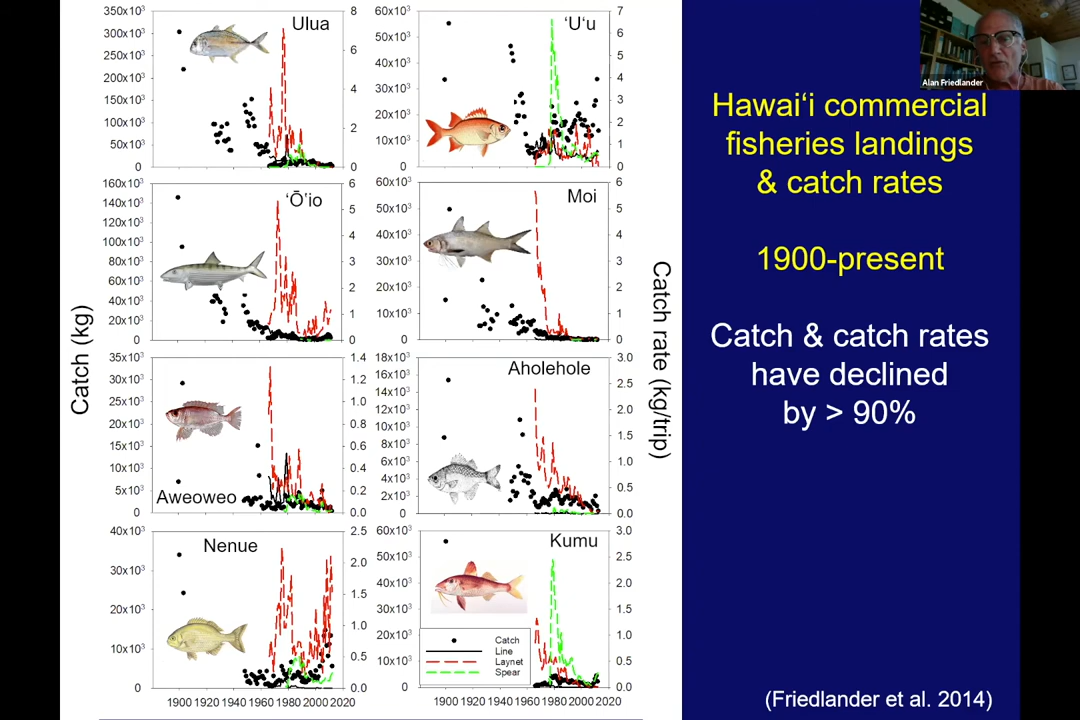 Ulua
350x10³
300x10³
250x10³
200x10³
150x10³
100x10³
50x10³
0
8
6
4
2
0
ʻUʻu
60x10³
50x10³
40x10³
30x10³
20x10³
10x10³
0
7
6
5
4
3
2
1
0
ʻŌʻio
160x10³
140x10³
120x10³
100x10³
80x10³
60x10³
40x10³
20x10³
0
6
5
4
3
2
1
0
Moi
60x10³
50x10³
40x10³
30x10³
20x10³
10x10³
0
6
5
4
3
2
1
0
Aweoweo
35x10³
30x10³
25x10³
20x10³
15x10³
10x10³
5x10³
0
1.4
1.2
1.0
0.8
0.6
0.4
0.2
0.0
Aholehole
18x10³
16x10³
14x10³
12x10³
10x10³
8x10³
6x10³
4x10³
2x10³
0
3.0
2.5
2.0
1.5
1.0
0.5
0.0
Nenue
40x10³
30x10³
20x10³
10x10³
0
2.5
2.0
1.5
1.0
0.5
0.0
Kumu
60x10³
50x10³
40x10³
30x10³
20x10³
10x10³
0
3.0
2.5
2.0
1.5
1.0
0.5
0.0
Catch
Line
Laynet
Spear
1900 1920 1940 1960 1980 2000 2020
1900 1920 1940 1960 1980 2000 2020
Catch (kg)
Catch rate (kg/trip)
Alan Friedlander
Hawaiʻi commercial
fisheries landings
& catch rates
1900-present
Catch & catch rates
have declined
by > 90%
(Friedlander et al. 2014)